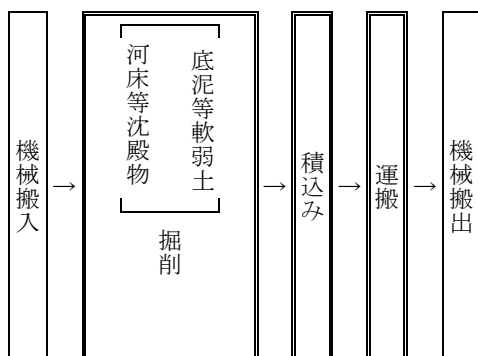 機械搬入
→
底泥等軟弱土
河床等沈殿物
掘削
→
積込み
→
運搬
→
機械搬出